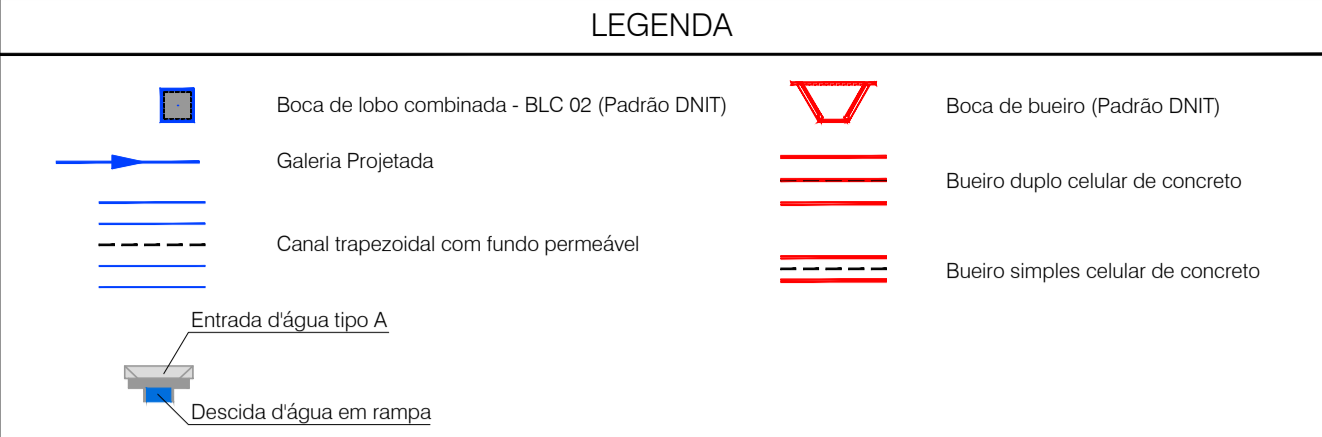 LEGENDA
Boca de lobo combinada - BLC 02 (Padrão DNIT)
Galeria Projetada
Canal trapezoidal com fundo permeável
Entrada d'água tipo A
Descida d'água em rampa
Boca de bueiro (Padrão DNIT)
Bueiro duplo celular de concreto
Bueiro simples celular de concreto